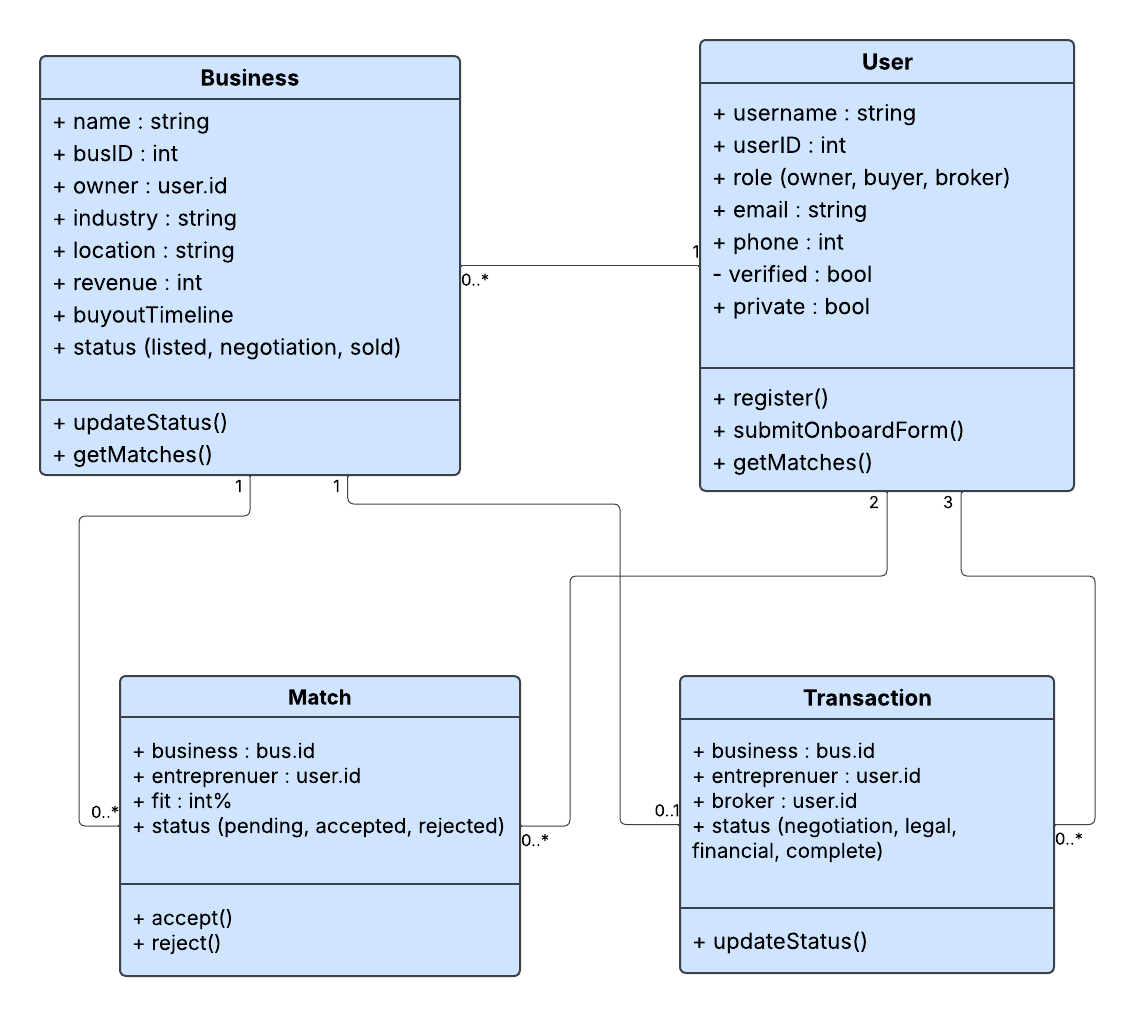 Business
+ name : string
+ busID : int
+ owner : user.id
+ industry : string
+ location : string
+ revenue : int
+ buyoutTimeline
+ status (listed, negotiation, sold)
+ updateStatus()
+ getMatches()
User
+ username : string
+ userID : int
+ role (owner, buyer, broker)
+ email : string
+ phone : int
- verified : bool
+ private : bool
+ register()
+ submitOnboardForm()
+ getMatches()
1
0..*
1
1
2
3
Match
+ business : bus.id
+ entreprenuer : user.id
+ fit : int%
+ status (pending, accepted, rejected)
+ accept()
+ reject()
0..*
0..*
Transaction
+ business : bus.id
+ entreprenuer : user.id
+ broker : user.id
+ status (negotiation, legal,
financial, complete)
+ updateStatus()
0..1
0..*